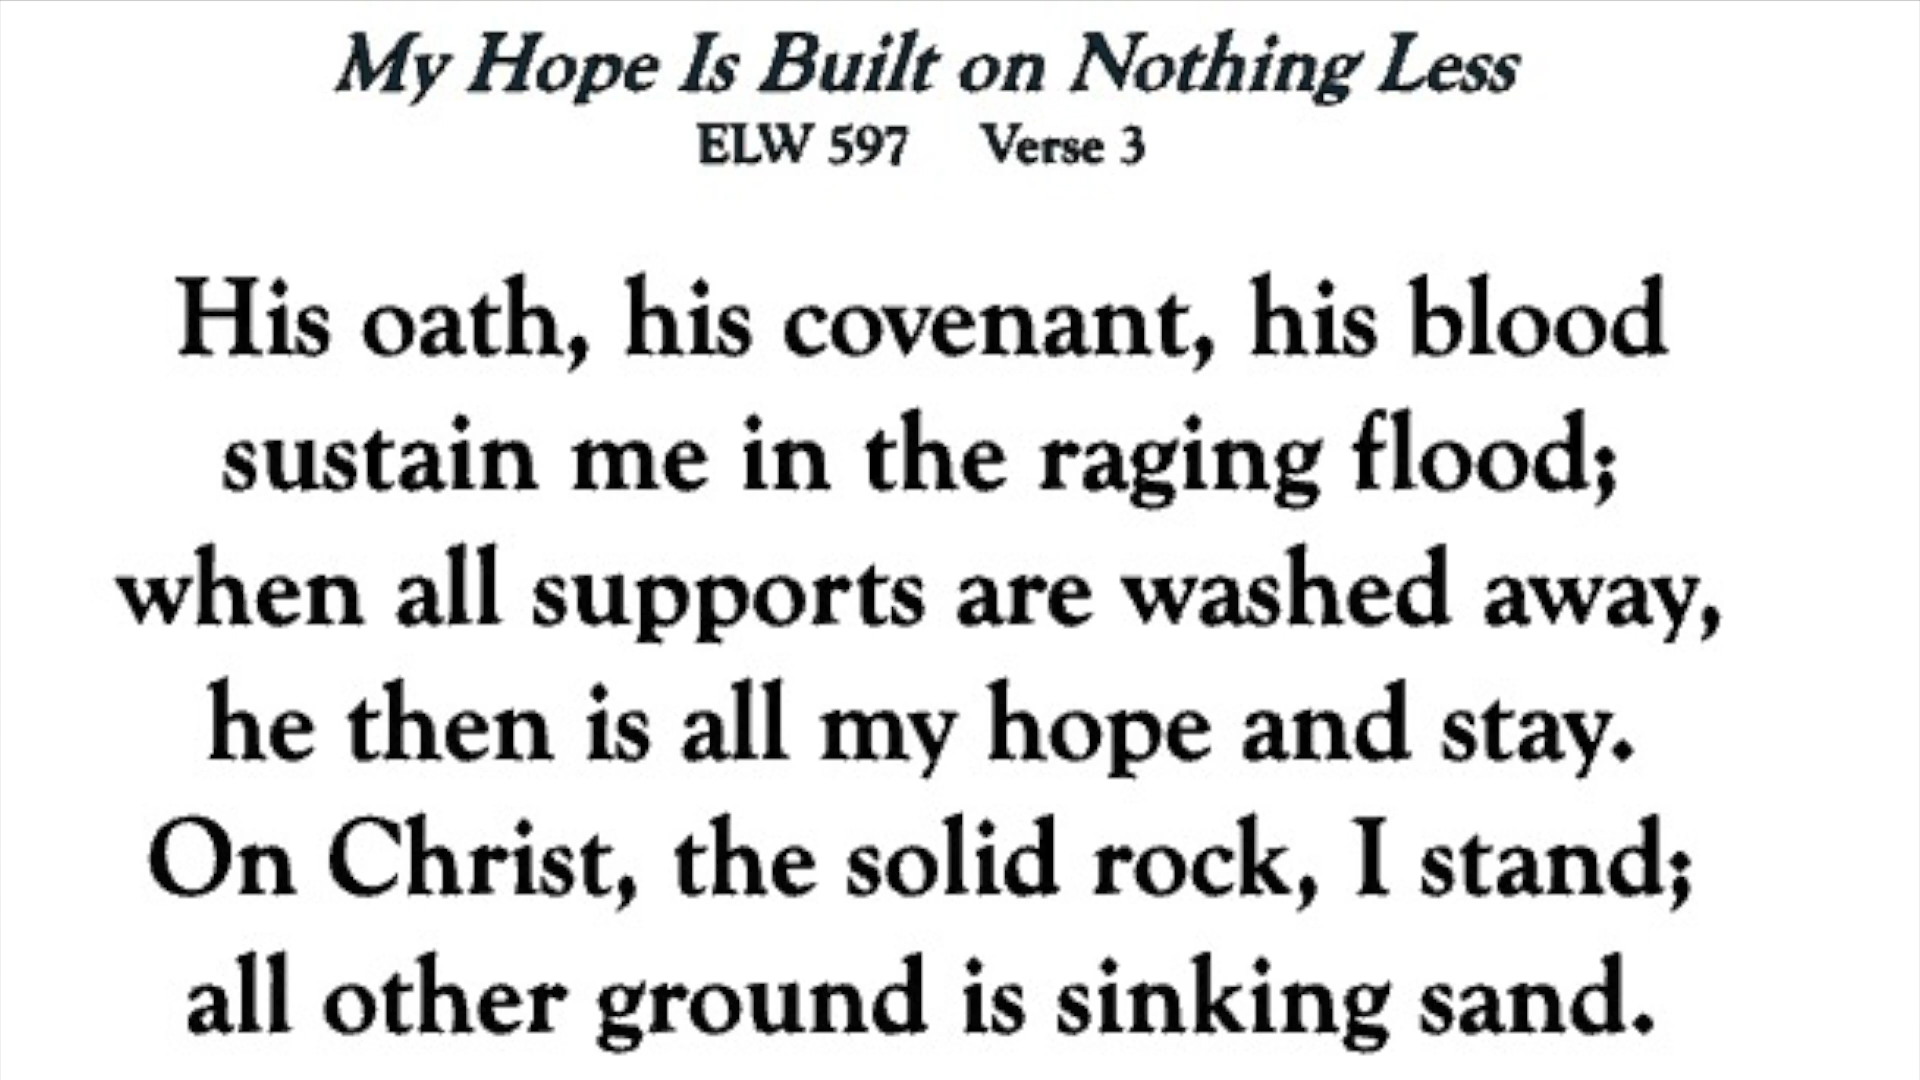 My Hope Is Built on Nothing Less
ELW 597 Verse 3
His oath, his covenant, his blood
sustain me in the raging flood;
when all supports are washed away,
he then is all my hope and stay.
On Christ, the solid rock, I stand;
all other ground is sinking sand.